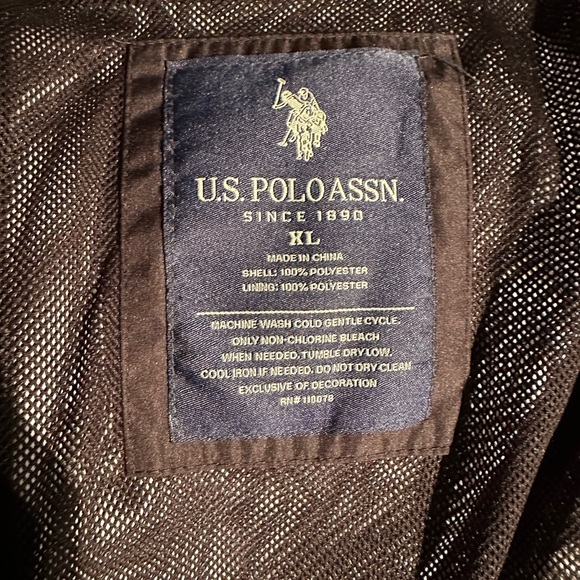 U.S. POLO ASSN.
SINCE 1890
XL
MADE IN CHINA
SHELL: 100% POLYESTER
LINING: 100% POLYESTER
MACHINE WASH COLD GENTLE CYCLE.
ONLY NON-CHLORINE BLEACH
WHEN NEEDED. TUMBLE DRY LOW.
COOL IRON IF NEEDED. DO NOT DRY CLEAN
EXCLUSIVE OF DECORATION
RN# 110078